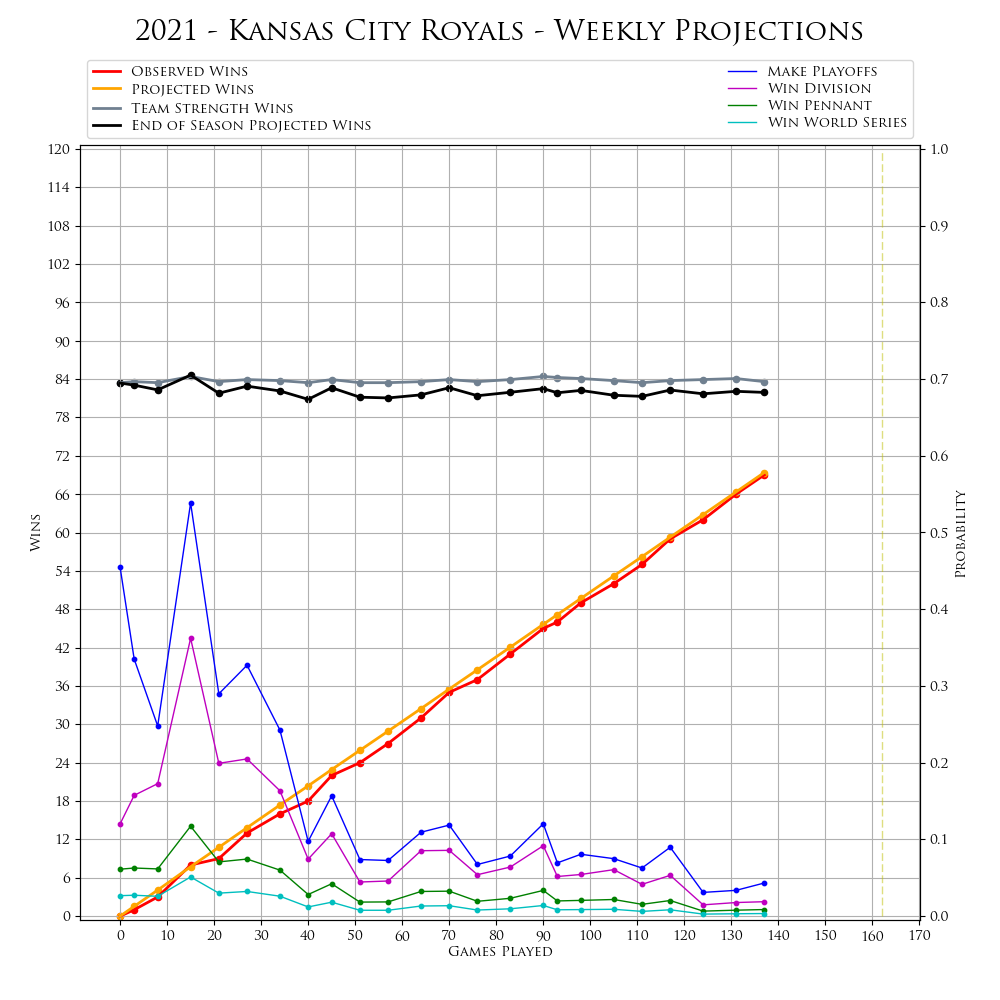 2021 - Kansas City Royals - Weekly Projections
Observed Wins
Projected Wins
Team Strength Wins
End of Season Projected Wins
Make Playoffs
Win Division
Win Pennant
Win World Series
120
114
108
102
96
90
84
78
72
66
60
54
48
42
36
30
24
18
12
6
0
Wins
1.0
0.9
0.8
0.7
0.6
0.5
0.4
0.3
0.2
0.1
0.0
Probability
0 10 20 30 40 50 60 70 80 90 100 110 120 130 140 150 160 170
Games Played